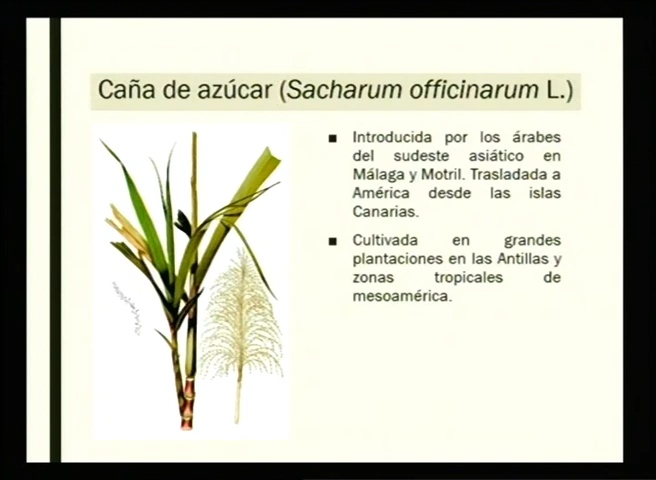 Caña de azúcar (Sacharum officinarum L.)
■ Introducida por los árabes
del sudeste asiático en
Málaga y Motril. Trasladada a
América desde las islas
Canarias.
■ Cultivada en grandes
plantaciones en las Antillas y
zonas tropicales de
mesoamérica.